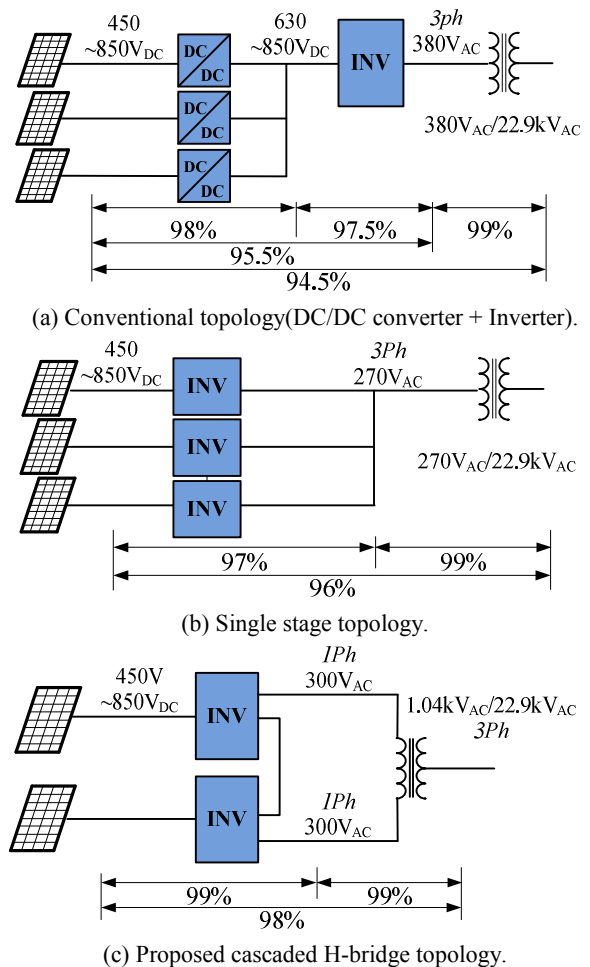 450
~850VDC
630
~850VDC
3ph
380VAC
DC
DC
INV
DC
DC
DC
DC
380VAC/22.9kVAC
98%
97.5%
99%
95.5%
94.5%
(a) Conventional topology(DC/DC converter + Inverter).
450
~850VDC
3Ph
270VAC
INV
INV
INV
270VAC/22.9kVAC
97%
99%
96%
(b) Single stage topology.
450V
~850VDC
1Ph
300VAC
1.04kVAC/22.9kVAC
3Ph
INV
INV
1Ph
300VAC
99%
99%
98%
(c) Proposed cascaded H-bridge topology.